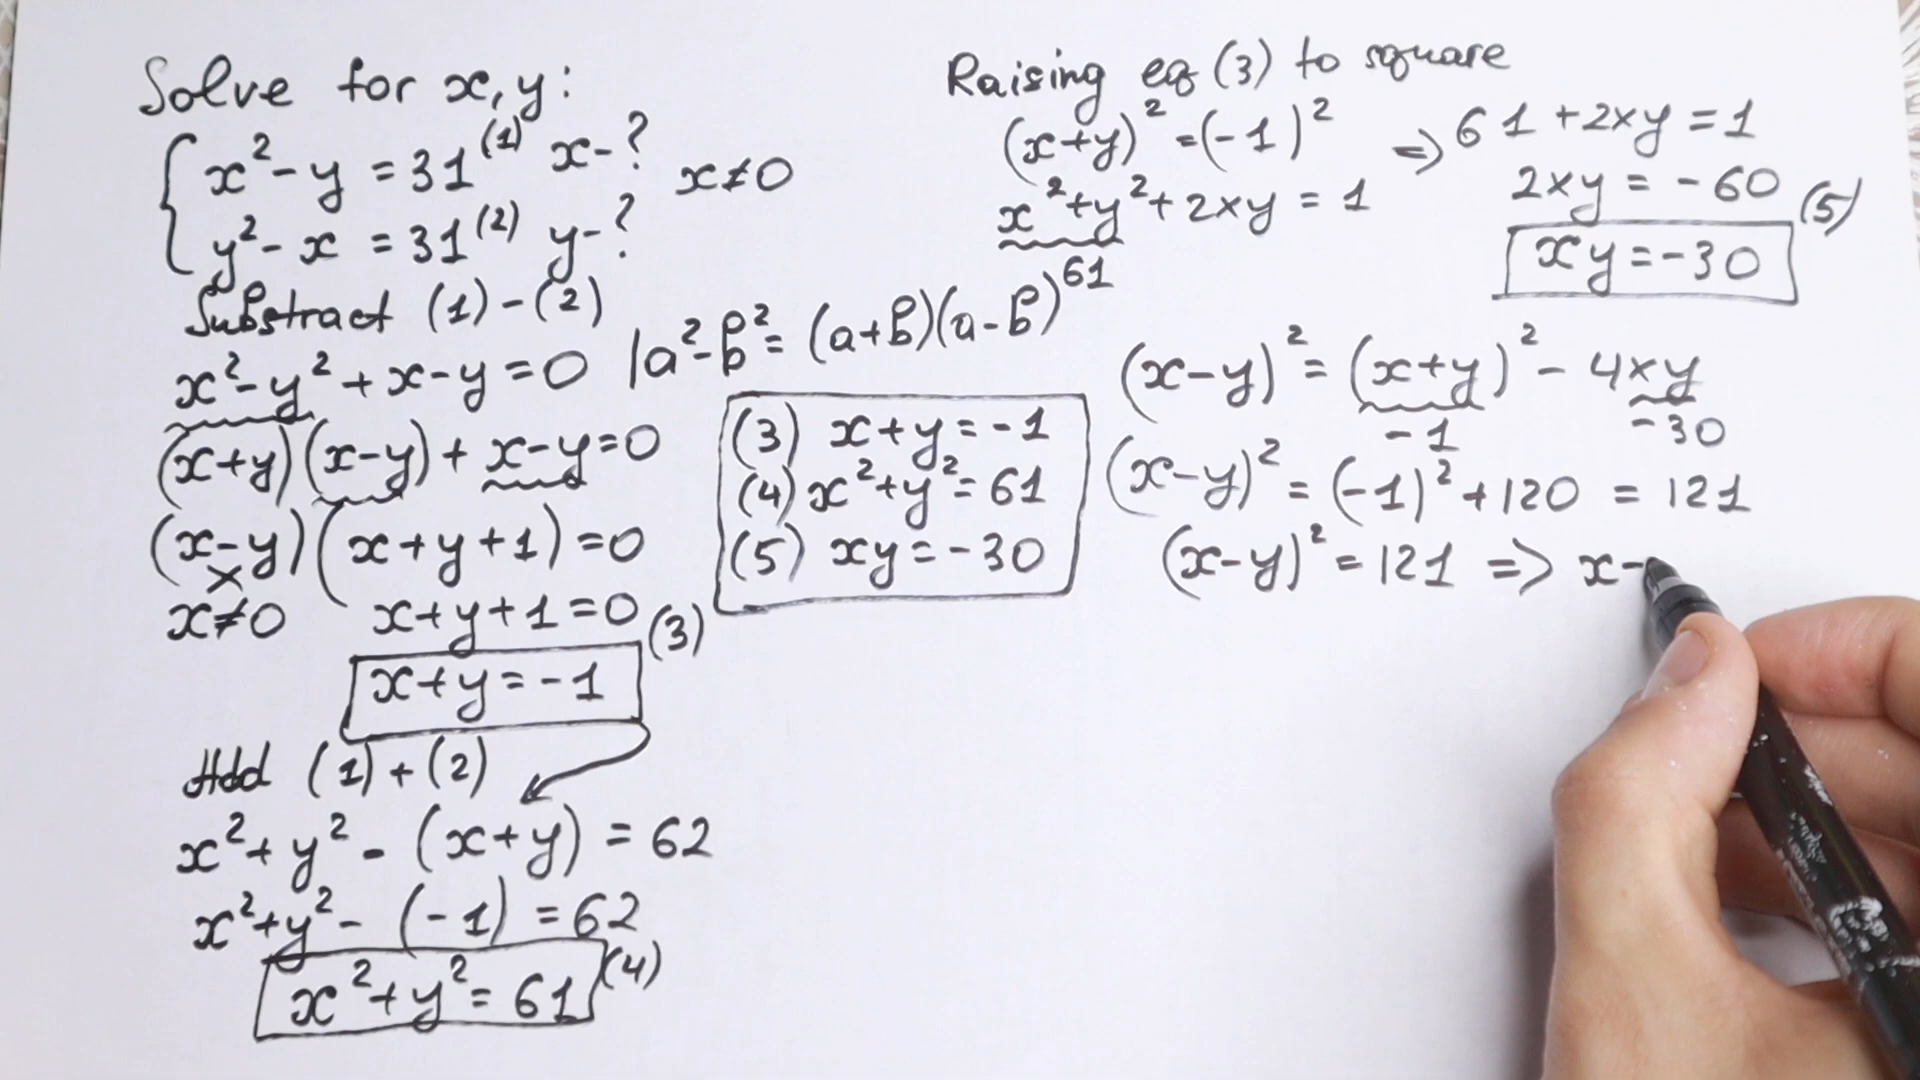 Solve for x, y:
x² - y = 31 (1) x - ? x ≠ 0
y² - x = 31 (2) y - ?
Substract (1) - (2)
x² - y² + x - y = 0 | a² - b² = (a+b)(a-b)
(x+y)(x-y) + x-y = 0
(x-y)(x+y+1) = 0
x ≠ 0 x+y+1 = 0
x+y = -1 (3)
Add (1) + (2)
x² + y² - (x+y) = 62
x² + y² - (-1) = 62
x² + y² = 61 (4)
(3) x+y = -1
(4) x² + y² = 61
(5) xy = -30
Raising eq (3) to square
(x+y)² = (-1)² => 61 + 2xy = 1
x² + y² + 2xy = 1 2xy = -60
61 xy = -30 (5)
(x-y)² = (x+y)² - 4xy
-1 -30
(x-y)² = (-1)² + 120 = 121
(x-y)² = 121 => x-